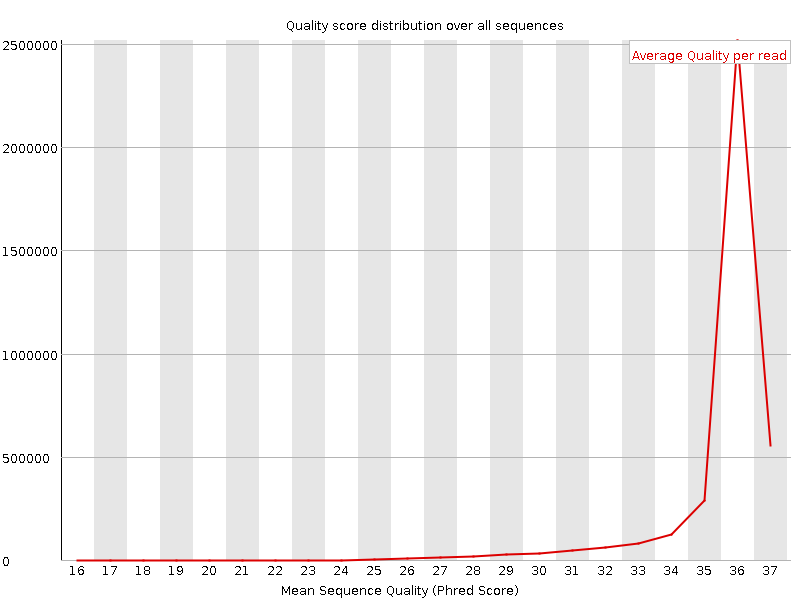 Quality score distribution over all sequences
2500000
Average Quality per read
2000000
1500000
1000000
500000
0
16 17 18 19 20 21 22 23 24 25 26 27 28 29 30 31 32 33 34 35 36 37
Mean Sequence Quality (Phred Score)